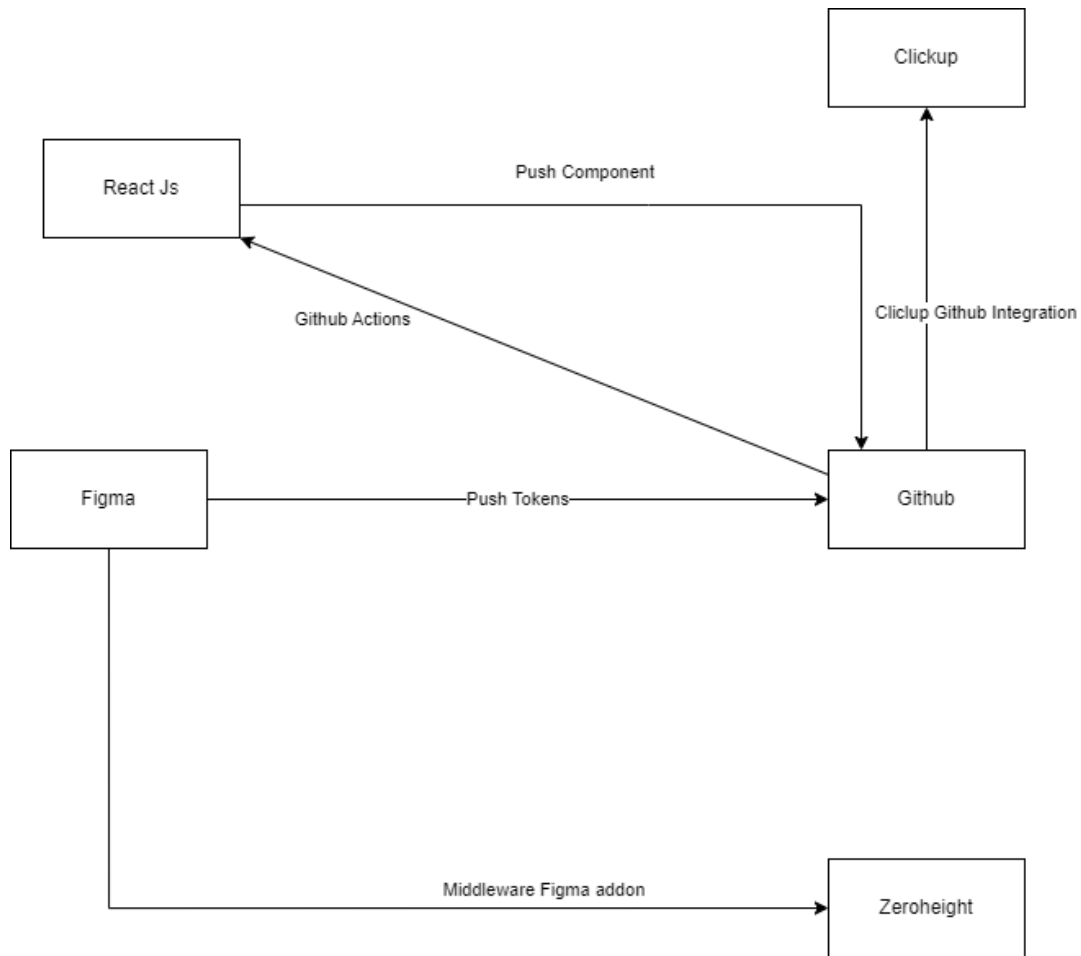 Clickup
React Js
Push Component
Github Actions
Cliclup Github Integration
Figma
Push Tokens
Github
Middleware Figma addon
Zeroheight